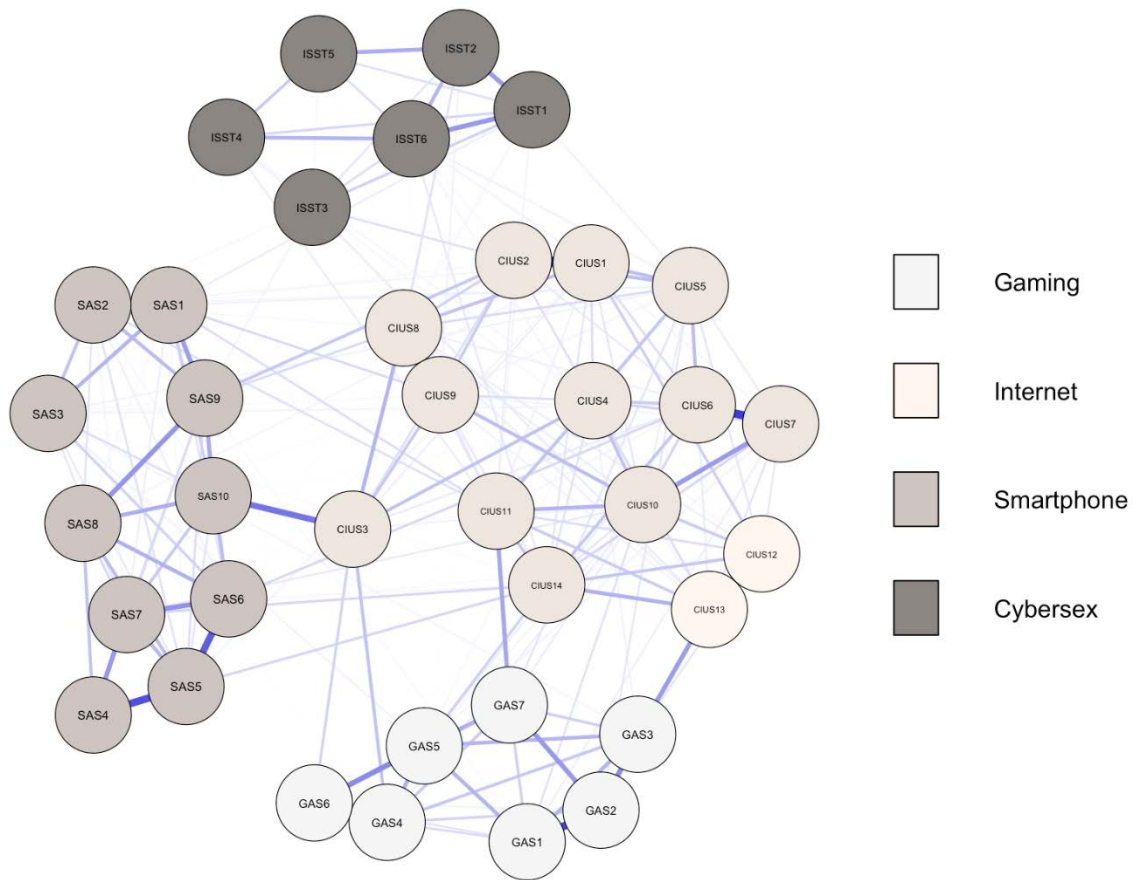 ISST5
ISST2
ISST1
ISST4
ISST6
ISST3
CIUS2
CIUS1
CIUS5
SAS2
SAS1
CIUS8
SAS9
CIUS9
CIUS4
CIUS6
CIUS7
SAS3
SAS10
SAS8
CIUS3
CIUS11
CIUS10
CIUS12
CIUS14
CIUS13
SAS7
SAS6
SAS5
SAS4
GAS7
GAS5
GAS3
GAS6
GAS4
GAS2
GAS1
Gaming
Internet
Smartphone
Cybersex